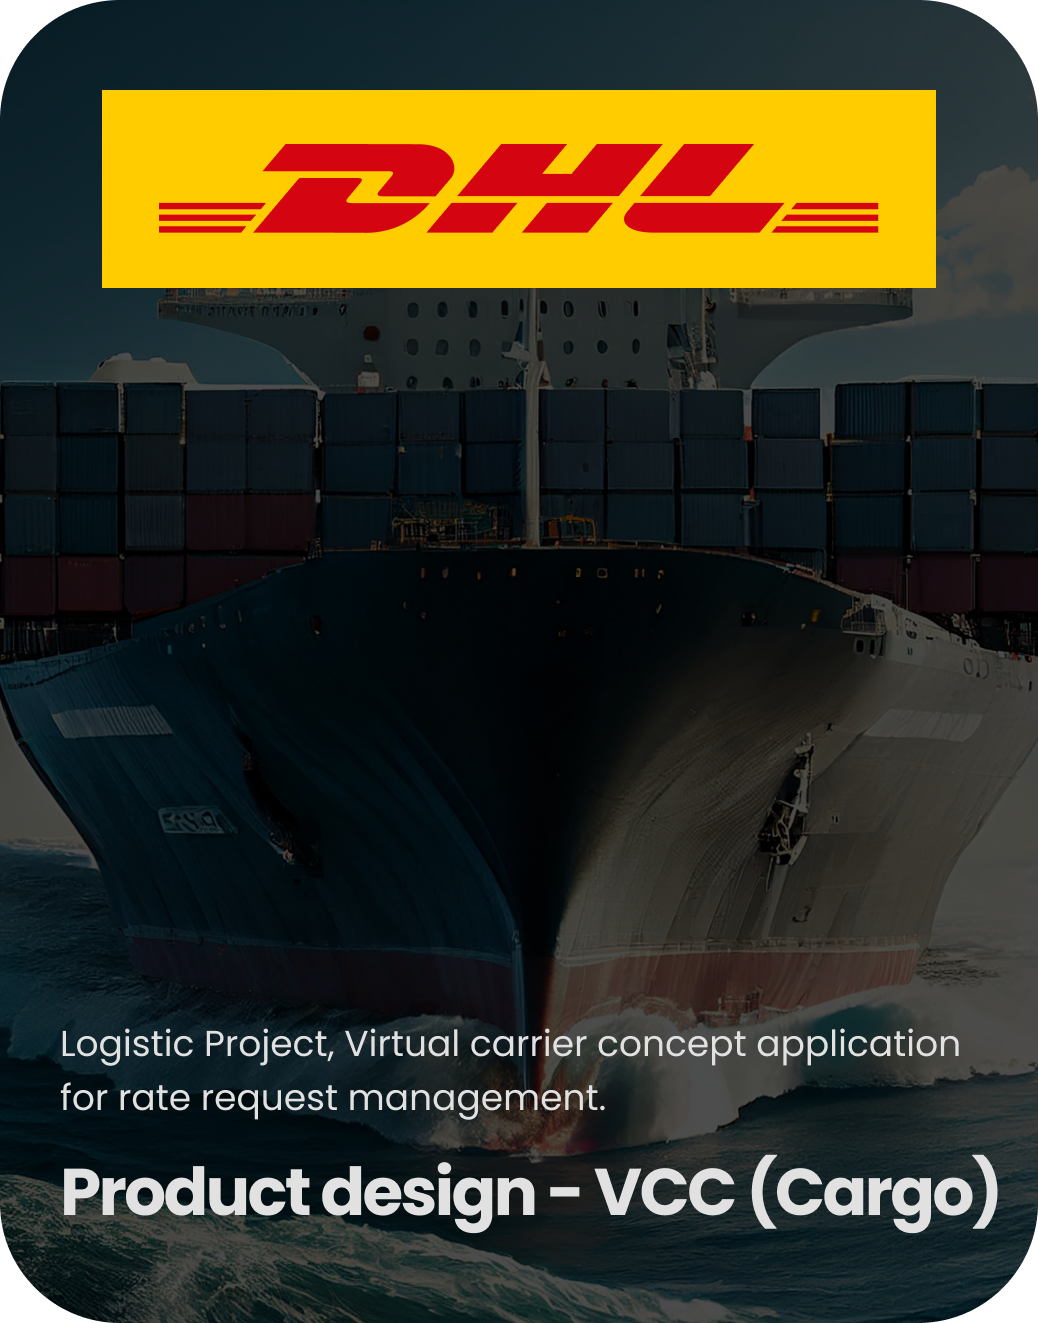 DHL
Logistic Project, Virtual carrier concept application
for rate request management.
Product design - VCC (Cargo)